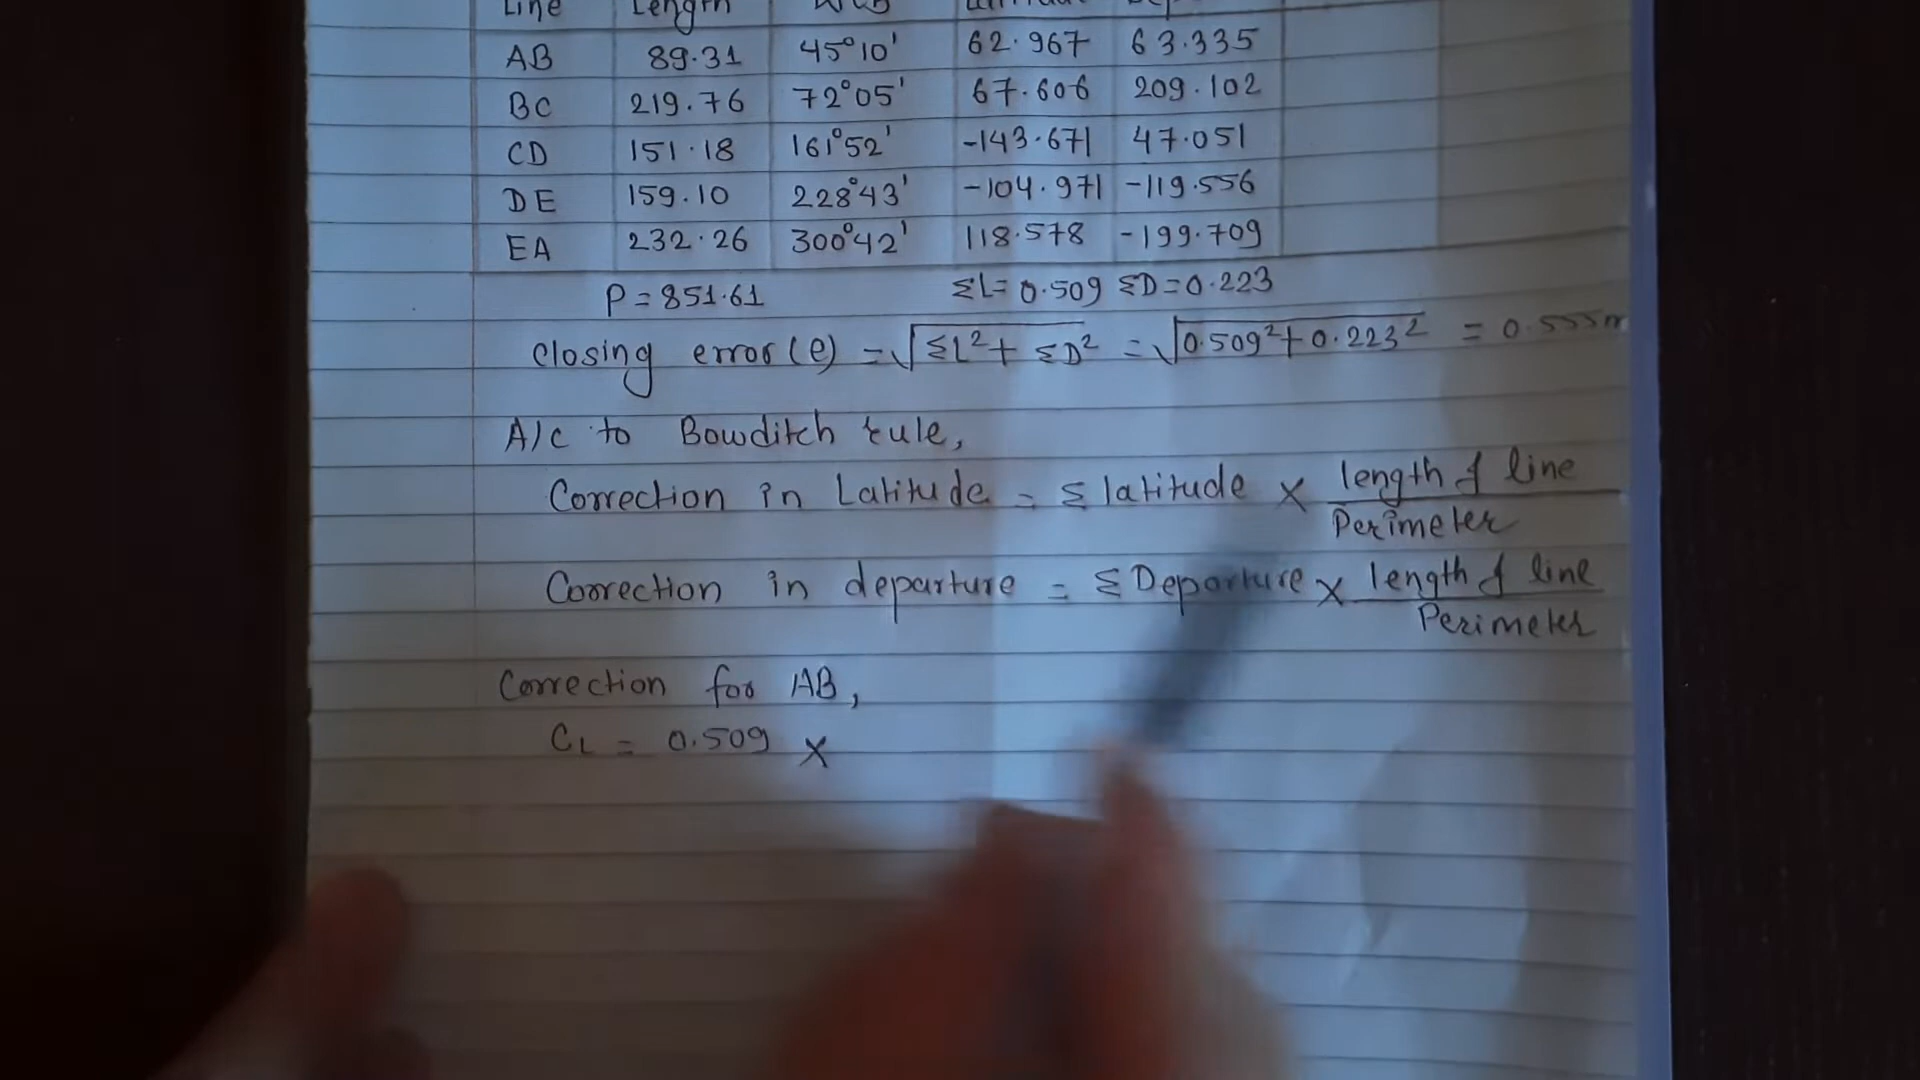 Line Length WCB
AB 89.31 45°10' 62.967 63.335
BC 219.76 72°05' 67.606 209.102
CD 151.18 161°52' -143.671 47.051
DE 159.10 228°43' -104.971 -119.556
EA 232.26 300°42' 118.578 -199.709
P = 851.61 ΣL = 0.509 ΣD = 0.223
Closing error (e) = √ΣL² + ΣD² = √0.509² + 0.223² = 0.555m
A/c to Bowditch rule,
Correction in Latitude = Σ latitude × length of line / Perimeter
Correction in departure = Σ Departure × length of line / Perimeter
Correction for AB,
CL = 0.509 ×